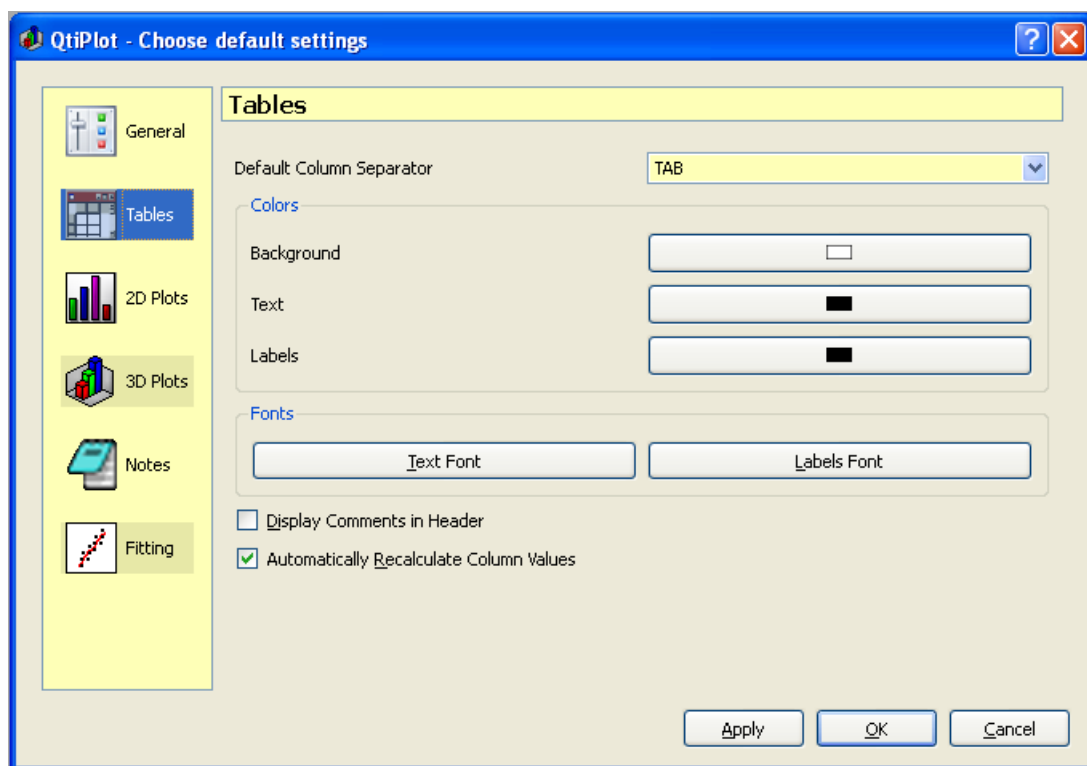 QtiPlot - Choose default settings
General
Tables
2D Plots
3D Plots
Notes
Fitting
Tables
Default Column Separator TAB
Colors
Background
Text
Labels
Fonts
Text Font Labels Font
Display Comments in Header
Automatically Recalculate Column Values
Apply OK Cancel